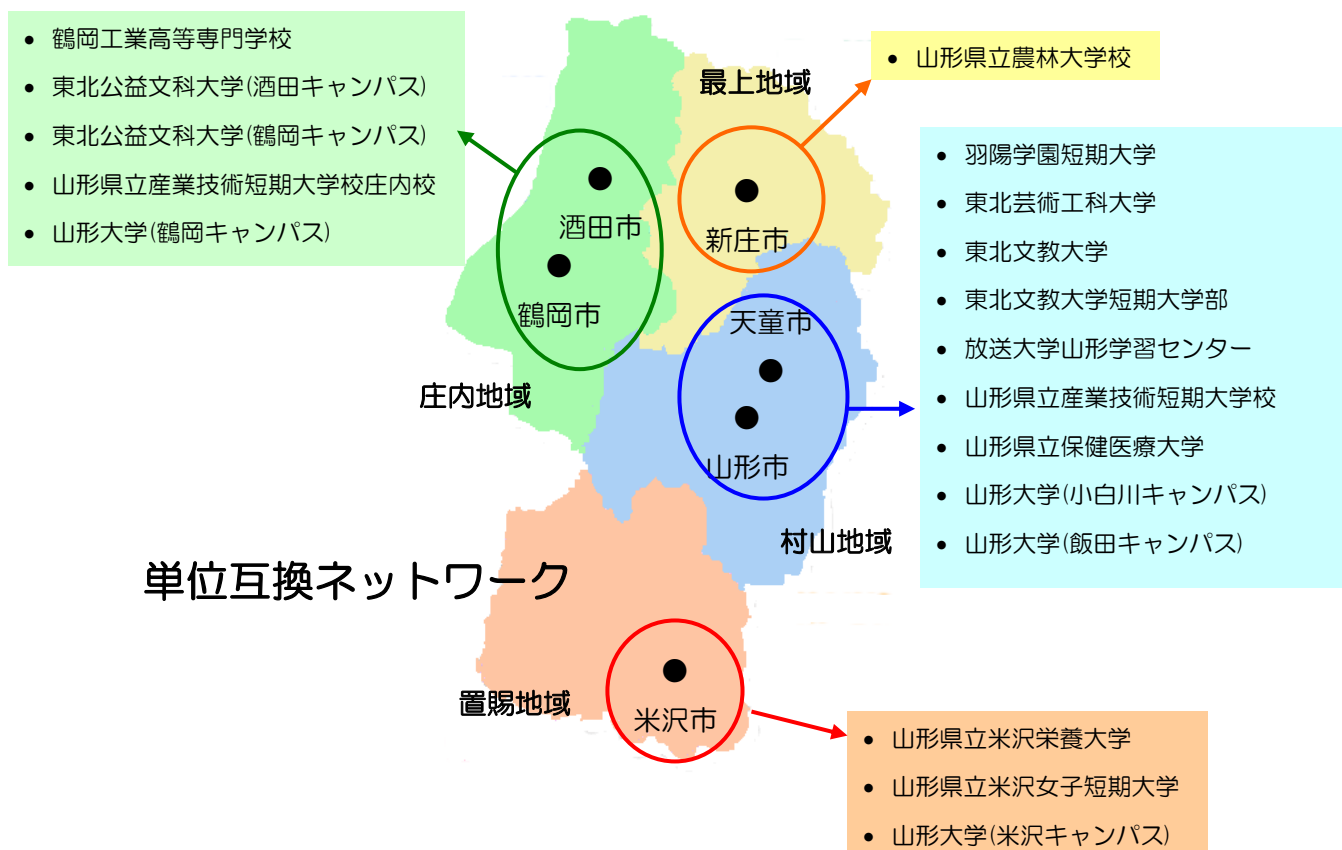 • 鶴岡工業高等専門学校
• 東北公益文科大学(酒田キャンパス)
• 東北公益文科大学(鶴岡キャンパス)
• 山形県立産業技術短期大学校庄内校
• 山形大学(鶴岡キャンパス)
最上地域
• 山形県立農林大学校
酒田市
鶴岡市
新庄市
天童市
山形市
庄内地域
村山地域
• 羽陽学園短期大学
• 東北芸術工科大学
• 東北文教大学
• 東北文教大学短期大学部
• 放送大学山形学習センター
• 山形県立産業技術短期大学校
• 山形県立保健医療大学
• 山形大学(小白川キャンパス)
• 山形大学(飯田キャンパス)
単位互換ネットワーク
置賜地域
米沢市
• 山形県立米沢栄養大学
• 山形県立米沢女子短期大学
• 山形大学(米沢キャンパス)